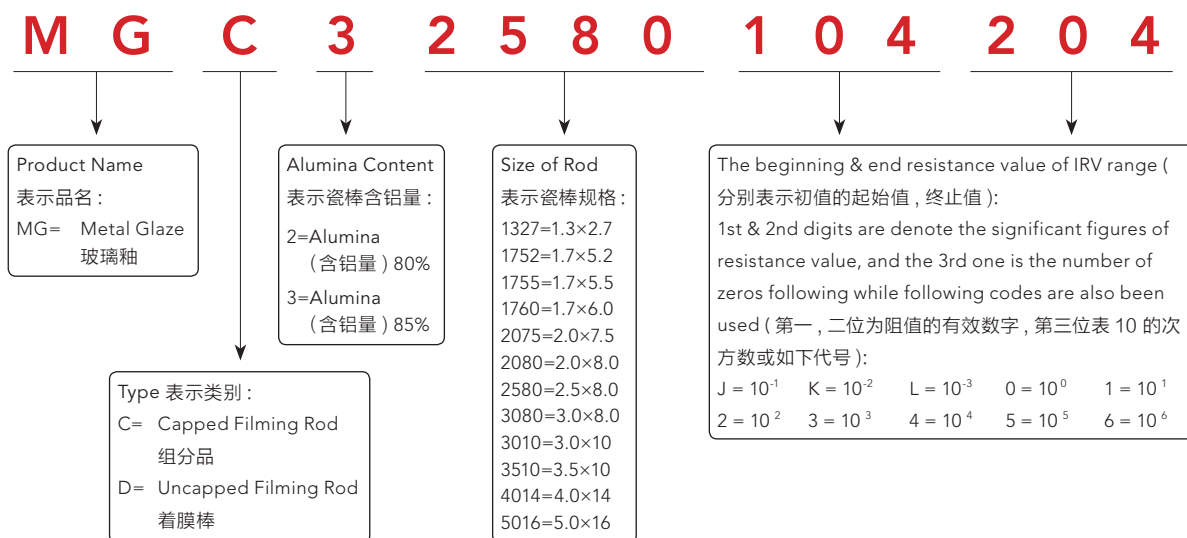 M G C 3 2 5 8 0 1 0 4 2 0 4
Product Name
表示品名 :
MG= Metal Glaze
玻璃釉
Type 表示类别 :
C= Capped Filming Rod
组分品
D= Uncapped Filming Rod
着膜棒
Alumina Content
表示瓷棒含铝量 :
2=Alumina
( 含铝量 ) 80%
3=Alumina
( 含铝量 ) 85%
Size of Rod
表示瓷棒规格 :
1327=1.3×2.7
1752=1.7×5.2
1755=1.7×5.5
1760=1.7×6.0
2075=2.0×7.5
2080=2.0×8.0
2580=2.5×8.0
3080=3.0×8.0
3010=3.0×10
3510=3.5×10
4014=4.0×14
5016=5.0×16
The beginning & end resistance value of IRV range (
分别表示初值的起始值 , 终止值 ):
1st & 2nd digits are denote the significant figures of
resistance value, and the 3rd one is the number of
zeros following while following codes are also been
used ( 第一 , 二位为阻值的有效数字 , 第三位表 10 的次
方数或如下代号 ):
J = 10⁻¹ K = 10⁻² L = 10⁻³ 0 = 10⁰ 1 = 10¹
2 = 10² 3 = 10³ 4 = 10⁴ 5 = 10⁵ 6 = 10⁶